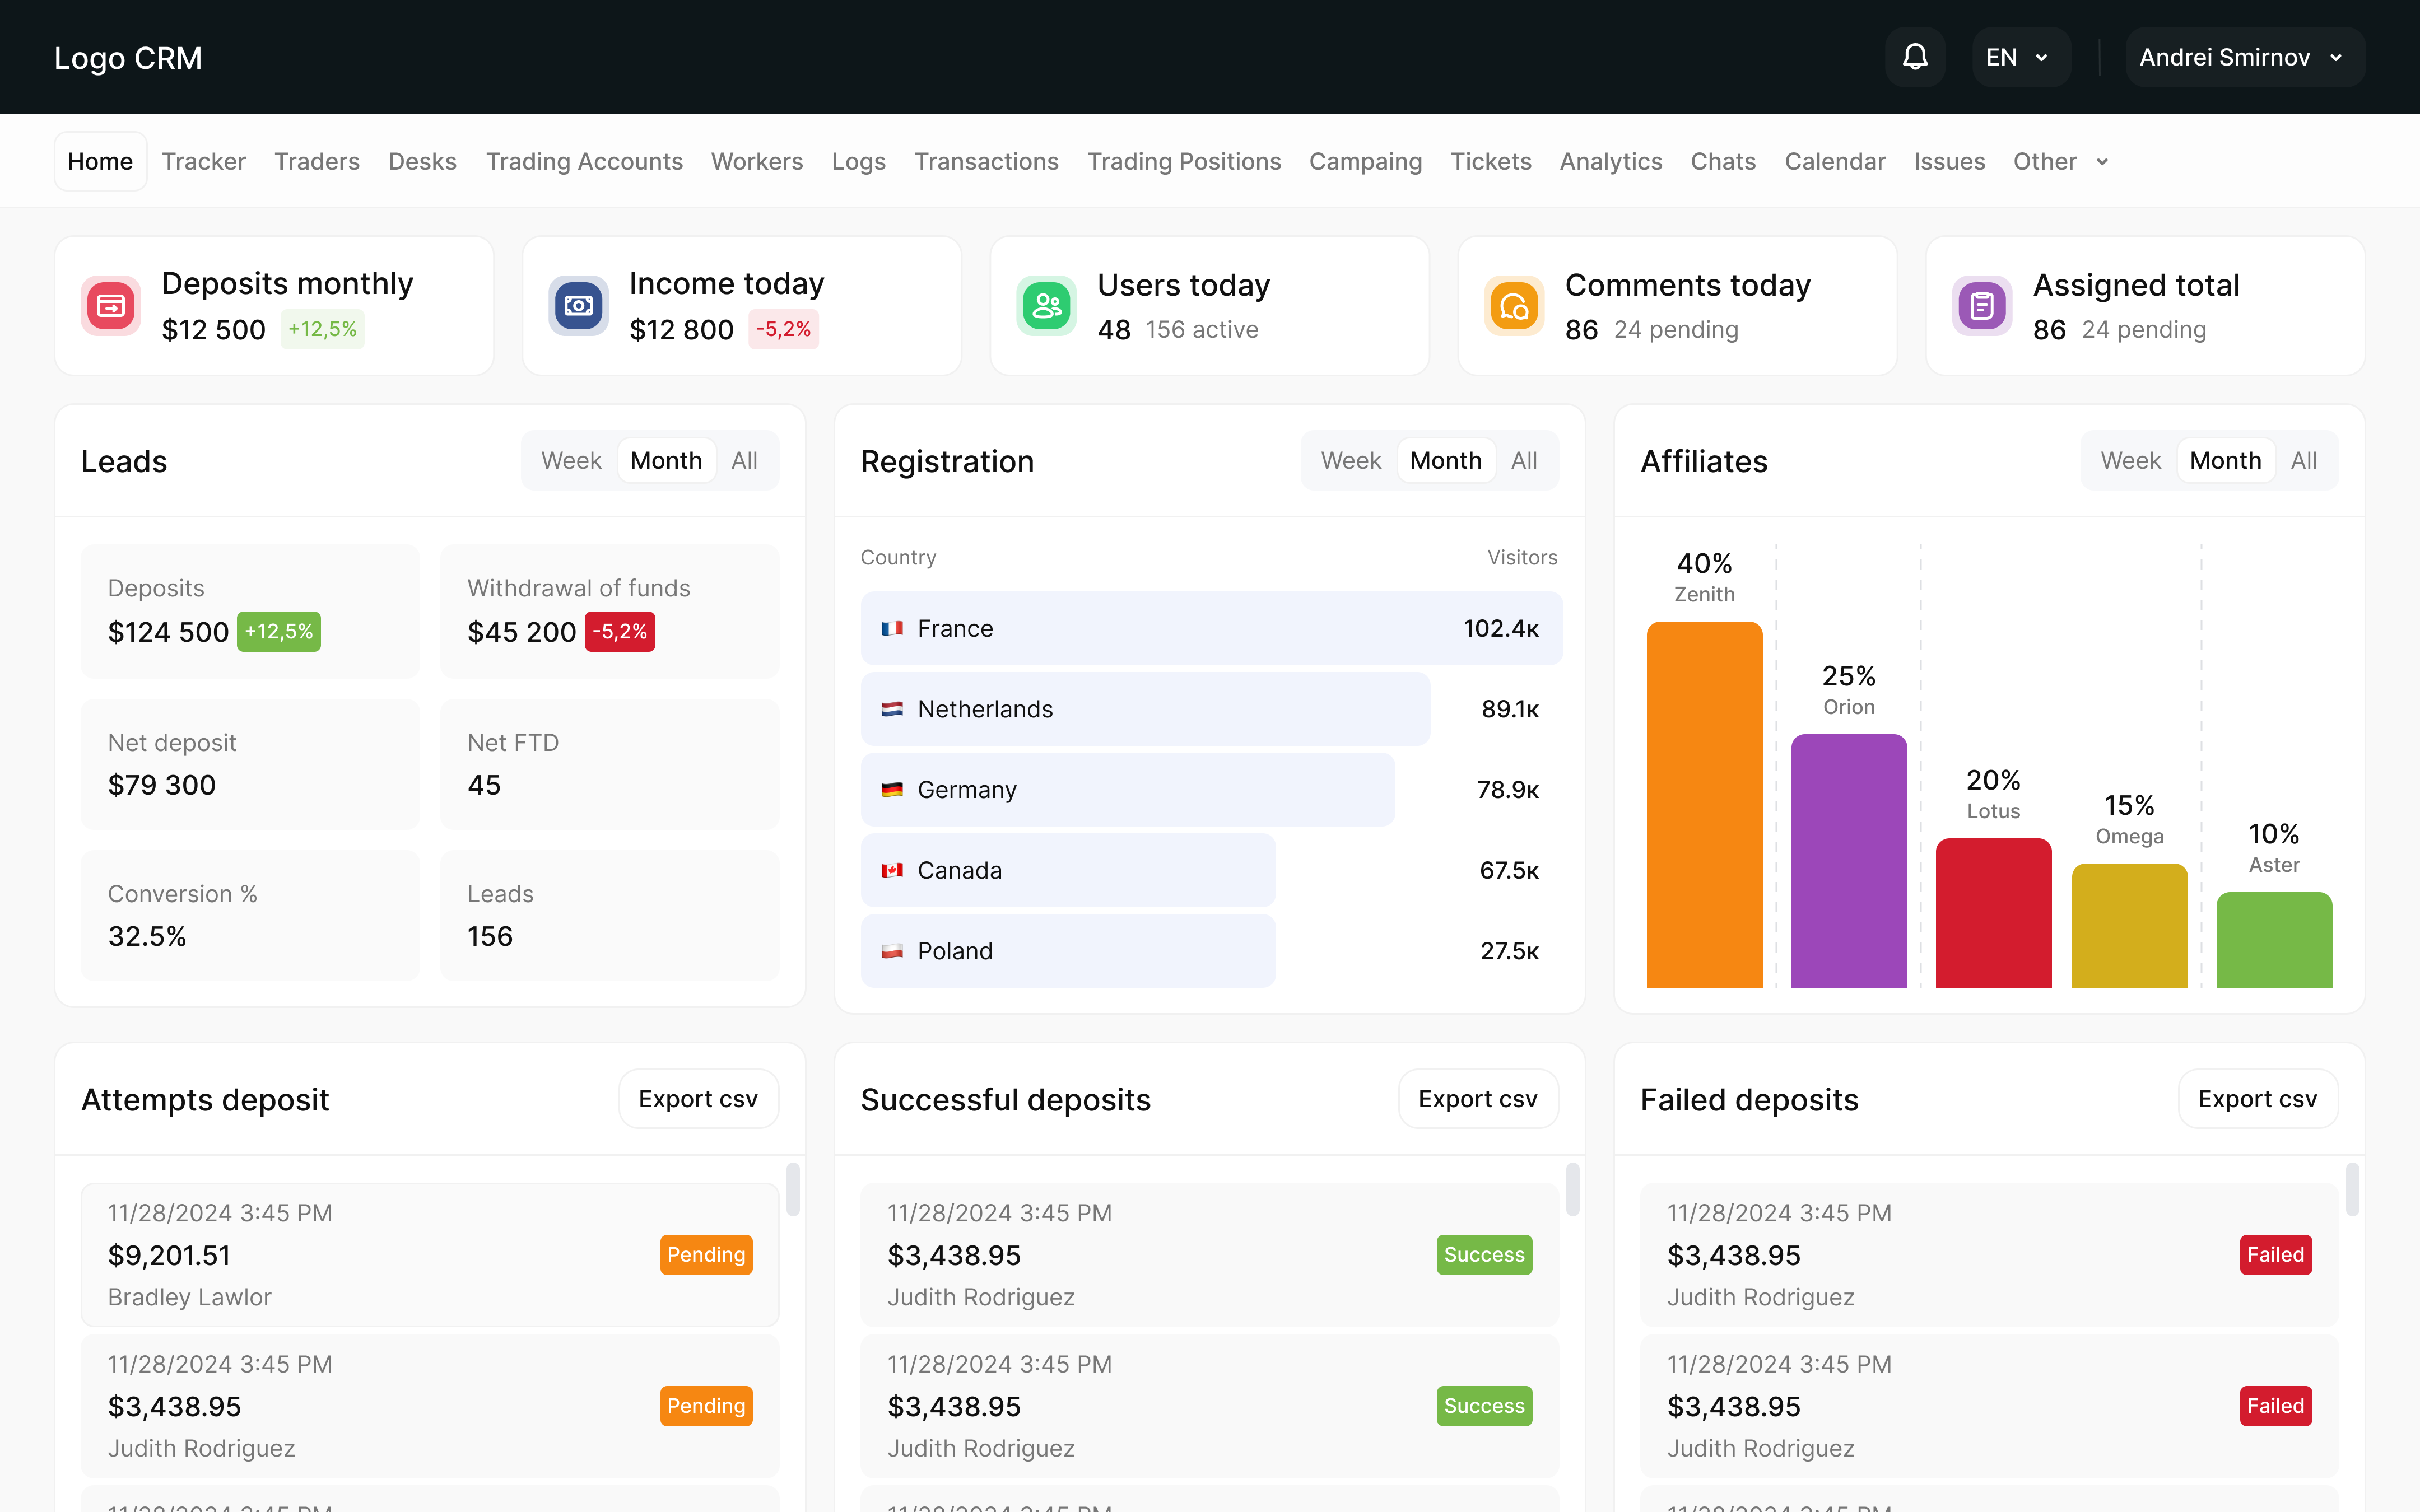 Logo CRM
EN
Andrei Smirnov
Home Tracker Traders Desks Trading Accounts Workers Logs Transactions Trading Positions Campaing Tickets Analytics Chats Calendar Issues Other
Deposits monthly
$12 500 +12,5%
Income today
$12 800 -5,2%
Users today
48 156 active
Comments today
86 24 pending
Assigned total
86 24 pending
Leads
Week Month All
Deposits
$124 500 +12,5%
Withdrawal of funds
$45 200 -5,2%
Net deposit
$79 300
Net FTD
45
Conversion %
32.5%
Leads
156
Registration
Week Month All
Country Visitors
France 102.4к
Netherlands 89.1к
Germany 78.9к
Canada 67.5к
Poland 27.5к
Affiliates
Week Month All
40%
Zenith
25%
Orion
20%
Lotus
15%
Omega
10%
Aster
Attempts deposit
Export csv
11/28/2024 3:45 PM
$9,201.51
Pending
Bradley Lawlor
11/28/2024 3:45 PM
$3,438.95
Pending
Judith Rodriguez
Successful deposits
Export csv
11/28/2024 3:45 PM
$3,438.95
Success
Judith Rodriguez
11/28/2024 3:45 PM
$3,438.95
Success
Judith Rodriguez
Failed deposits
Export csv
11/28/2024 3:45 PM
$3,438.95
Failed
Judith Rodriguez
11/28/2024 3:45 PM
$3,438.95
Failed
Judith Rodriguez